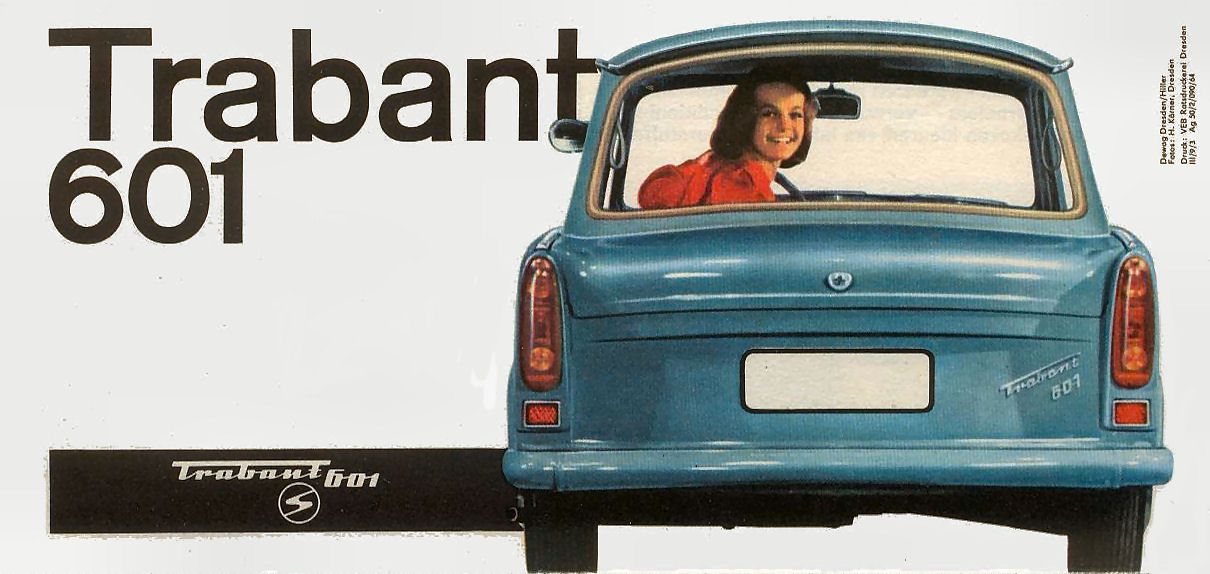 Trabant
601
Trabant 601
S
Trabant
601
Dewag Dresden/Hiller
Fotos: H. Körner, Dresden
Druck: VEB Ratsdruckerei Dresden
III/9/3 Ag 50/2/090/64